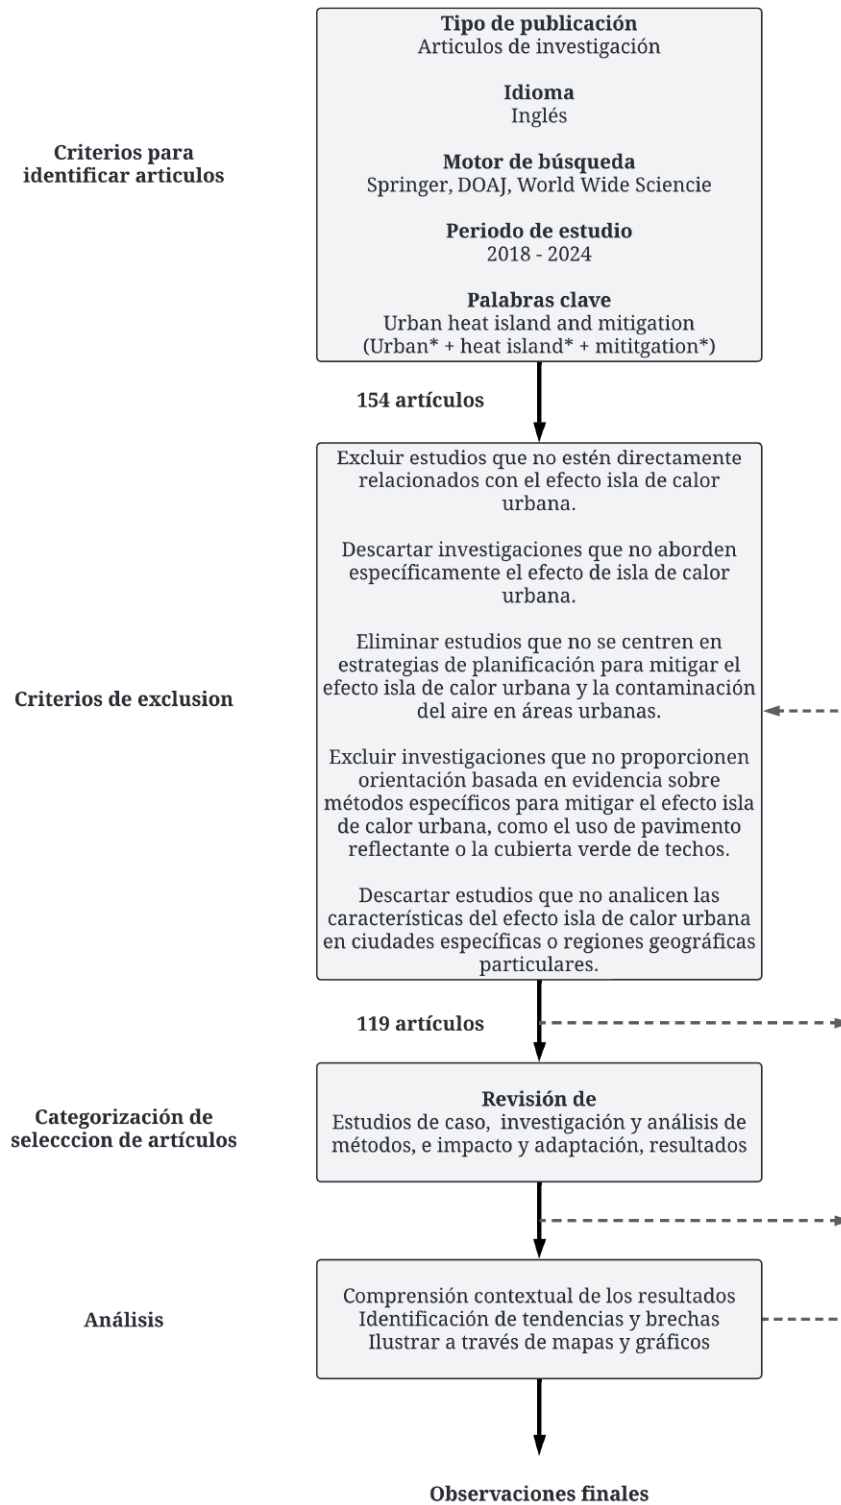 Tipo de publicación
Articulos de investigación
Idioma
Inglés
Criterios para
identificar articulos
Motor de búsqueda
Springer, DOAJ, World Wide Sciencie
Periodo de estudio
2018 - 2024
Palabras clave
Urban heat island and mitigation
(Urban* + heat island* + mititgation*)
154 artículos
Excluir estudios que no estén directamente
relacionados con el efecto isla de calor
urbana.
Descartar investigaciones que no aborden
específicamente el efecto de isla de calor
urbana.
Eliminar estudios que no se centren en
estrategias de planificación para mitigar el
efecto isla de calor urbana y la contaminación
del aire en áreas urbanas.
Criterios de exclusion
Excluir investigaciones que no proporcionen
orientación basada en evidencia sobre
métodos específicos para mitigar el efecto isla
de calor urbana, como el uso de pavimento
reflectante o la cubierta verde de techos.
Descartar estudios que no analicen las
características del efecto isla de calor urbana
en ciudades específicas o regiones geográficas
particulares.
119 artículos
Categorización de
selecccion de artículos
Revisión de
Estudios de caso, investigación y análisis de
métodos, e impacto y adaptación, resultados
Análisis
Comprensión contextual de los resultados
Identificación de tendencias y brechas
Ilustrar a través de mapas y gráficos
Observaciones finales